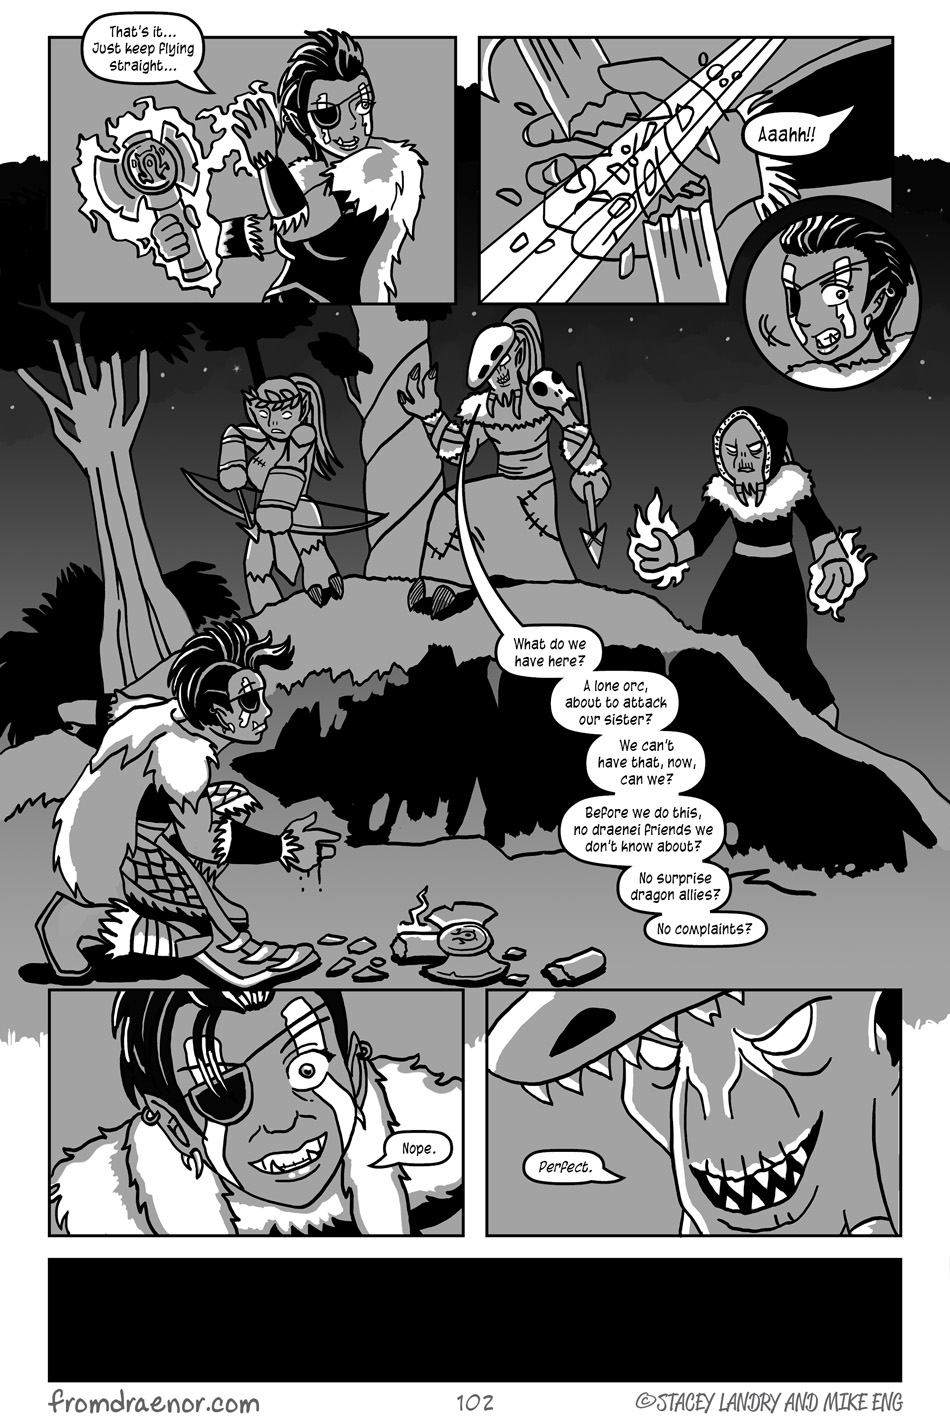 That's it...
Just keep flying
straight...
Aaahh!!
What do we
have here?
A lone orc,
about to attack
our sister?
We can't
have that, now,
can we?
Before we do this,
no draenei friends we
don't know about?
No surprise
dragon allies?
No complaints?
Nope.
Perfect.
fromdraenor.com
102
©STACEY LANDRY AND MIKE ENG